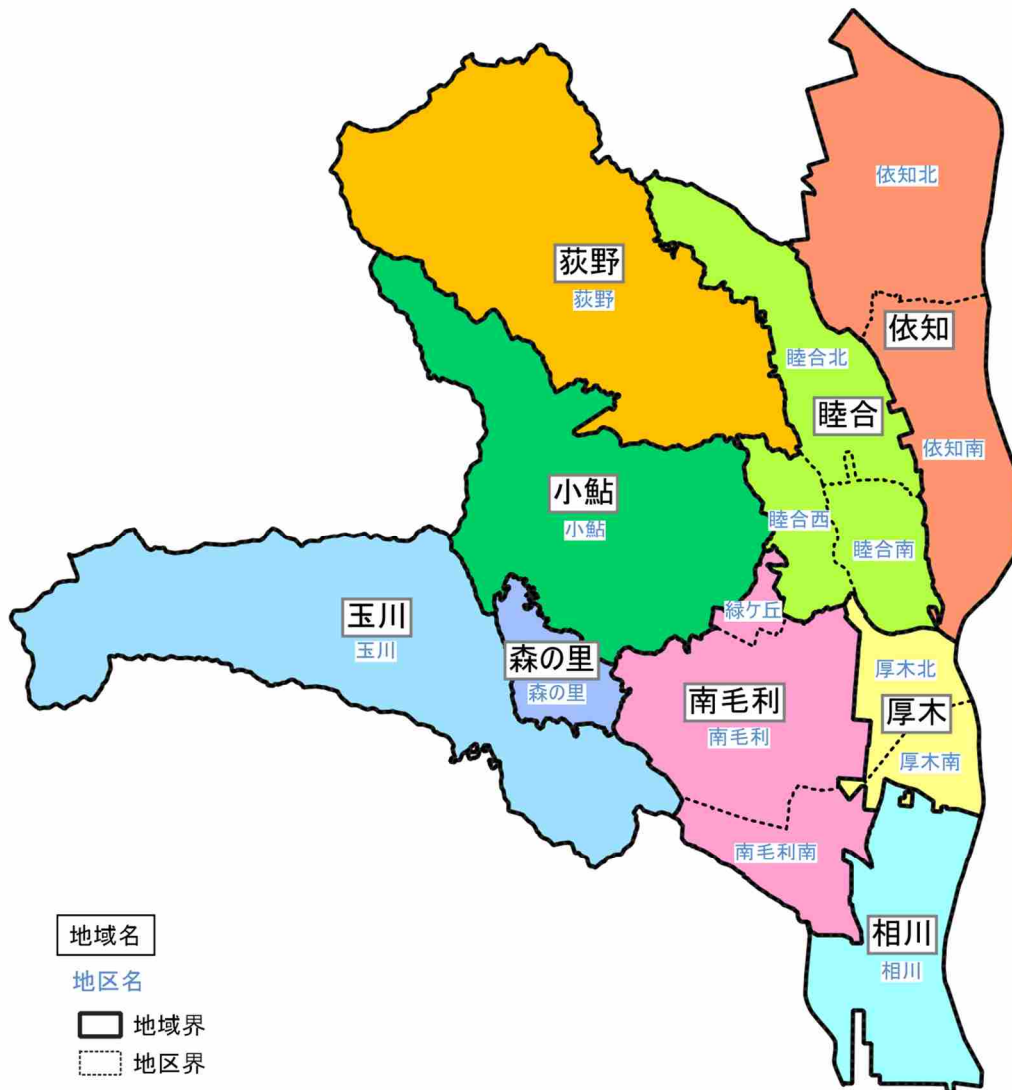 依知北
荻野
荻野
依知
睦合北
睦合
依知南
小鮎
小鮎
睦合西
睦合南
緑ケ丘
玉川
玉川
森の里
森の里
厚木北
南毛利
南毛利
厚木
厚木南
南毛利南
相川
相川
地域名
地区名
地域界
地区界